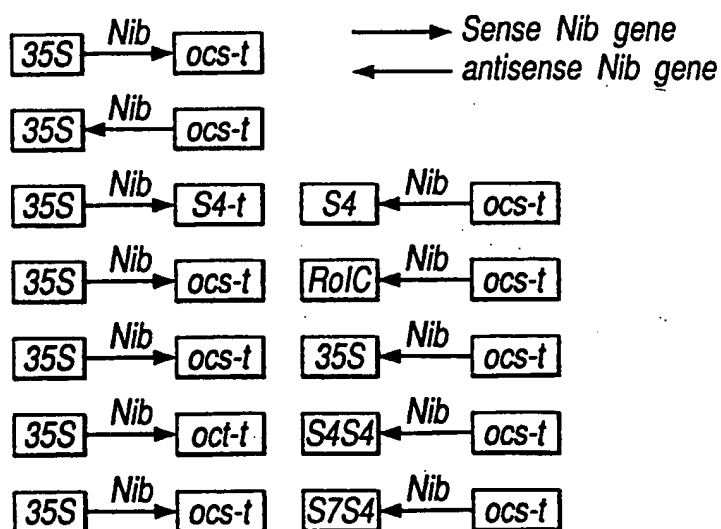 Nib
35S ocs-t
Sense Nib gene
antisense Nib gene
Nib
35S ocs-t
Nib Nib
35S S4-t S4 ocs-t
Nib Nib
35S ocs-t RolC ocs-t
Nib Nib
35S ocs-t 35S ocs-t
Nib Nib
35S oct-t S4S4 ocs-t
Nib Nib
35S ocs-t S7S4 ocs-t